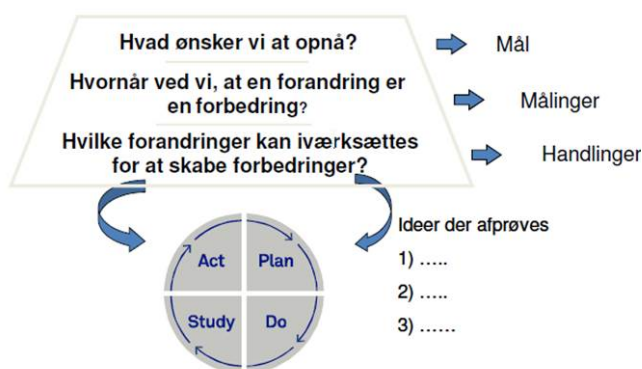 Hvad ønsker vi at opnå?
Mål
Hvornår ved vi, at en forandring er
en forbedring?
Målinger
Hvilke forandringer kan iværksættes
for at skabe forbedringer?
Handlinger
Ideer der afprøves
1) .....
2) .....
3) ......
Act
Plan
Study
Do